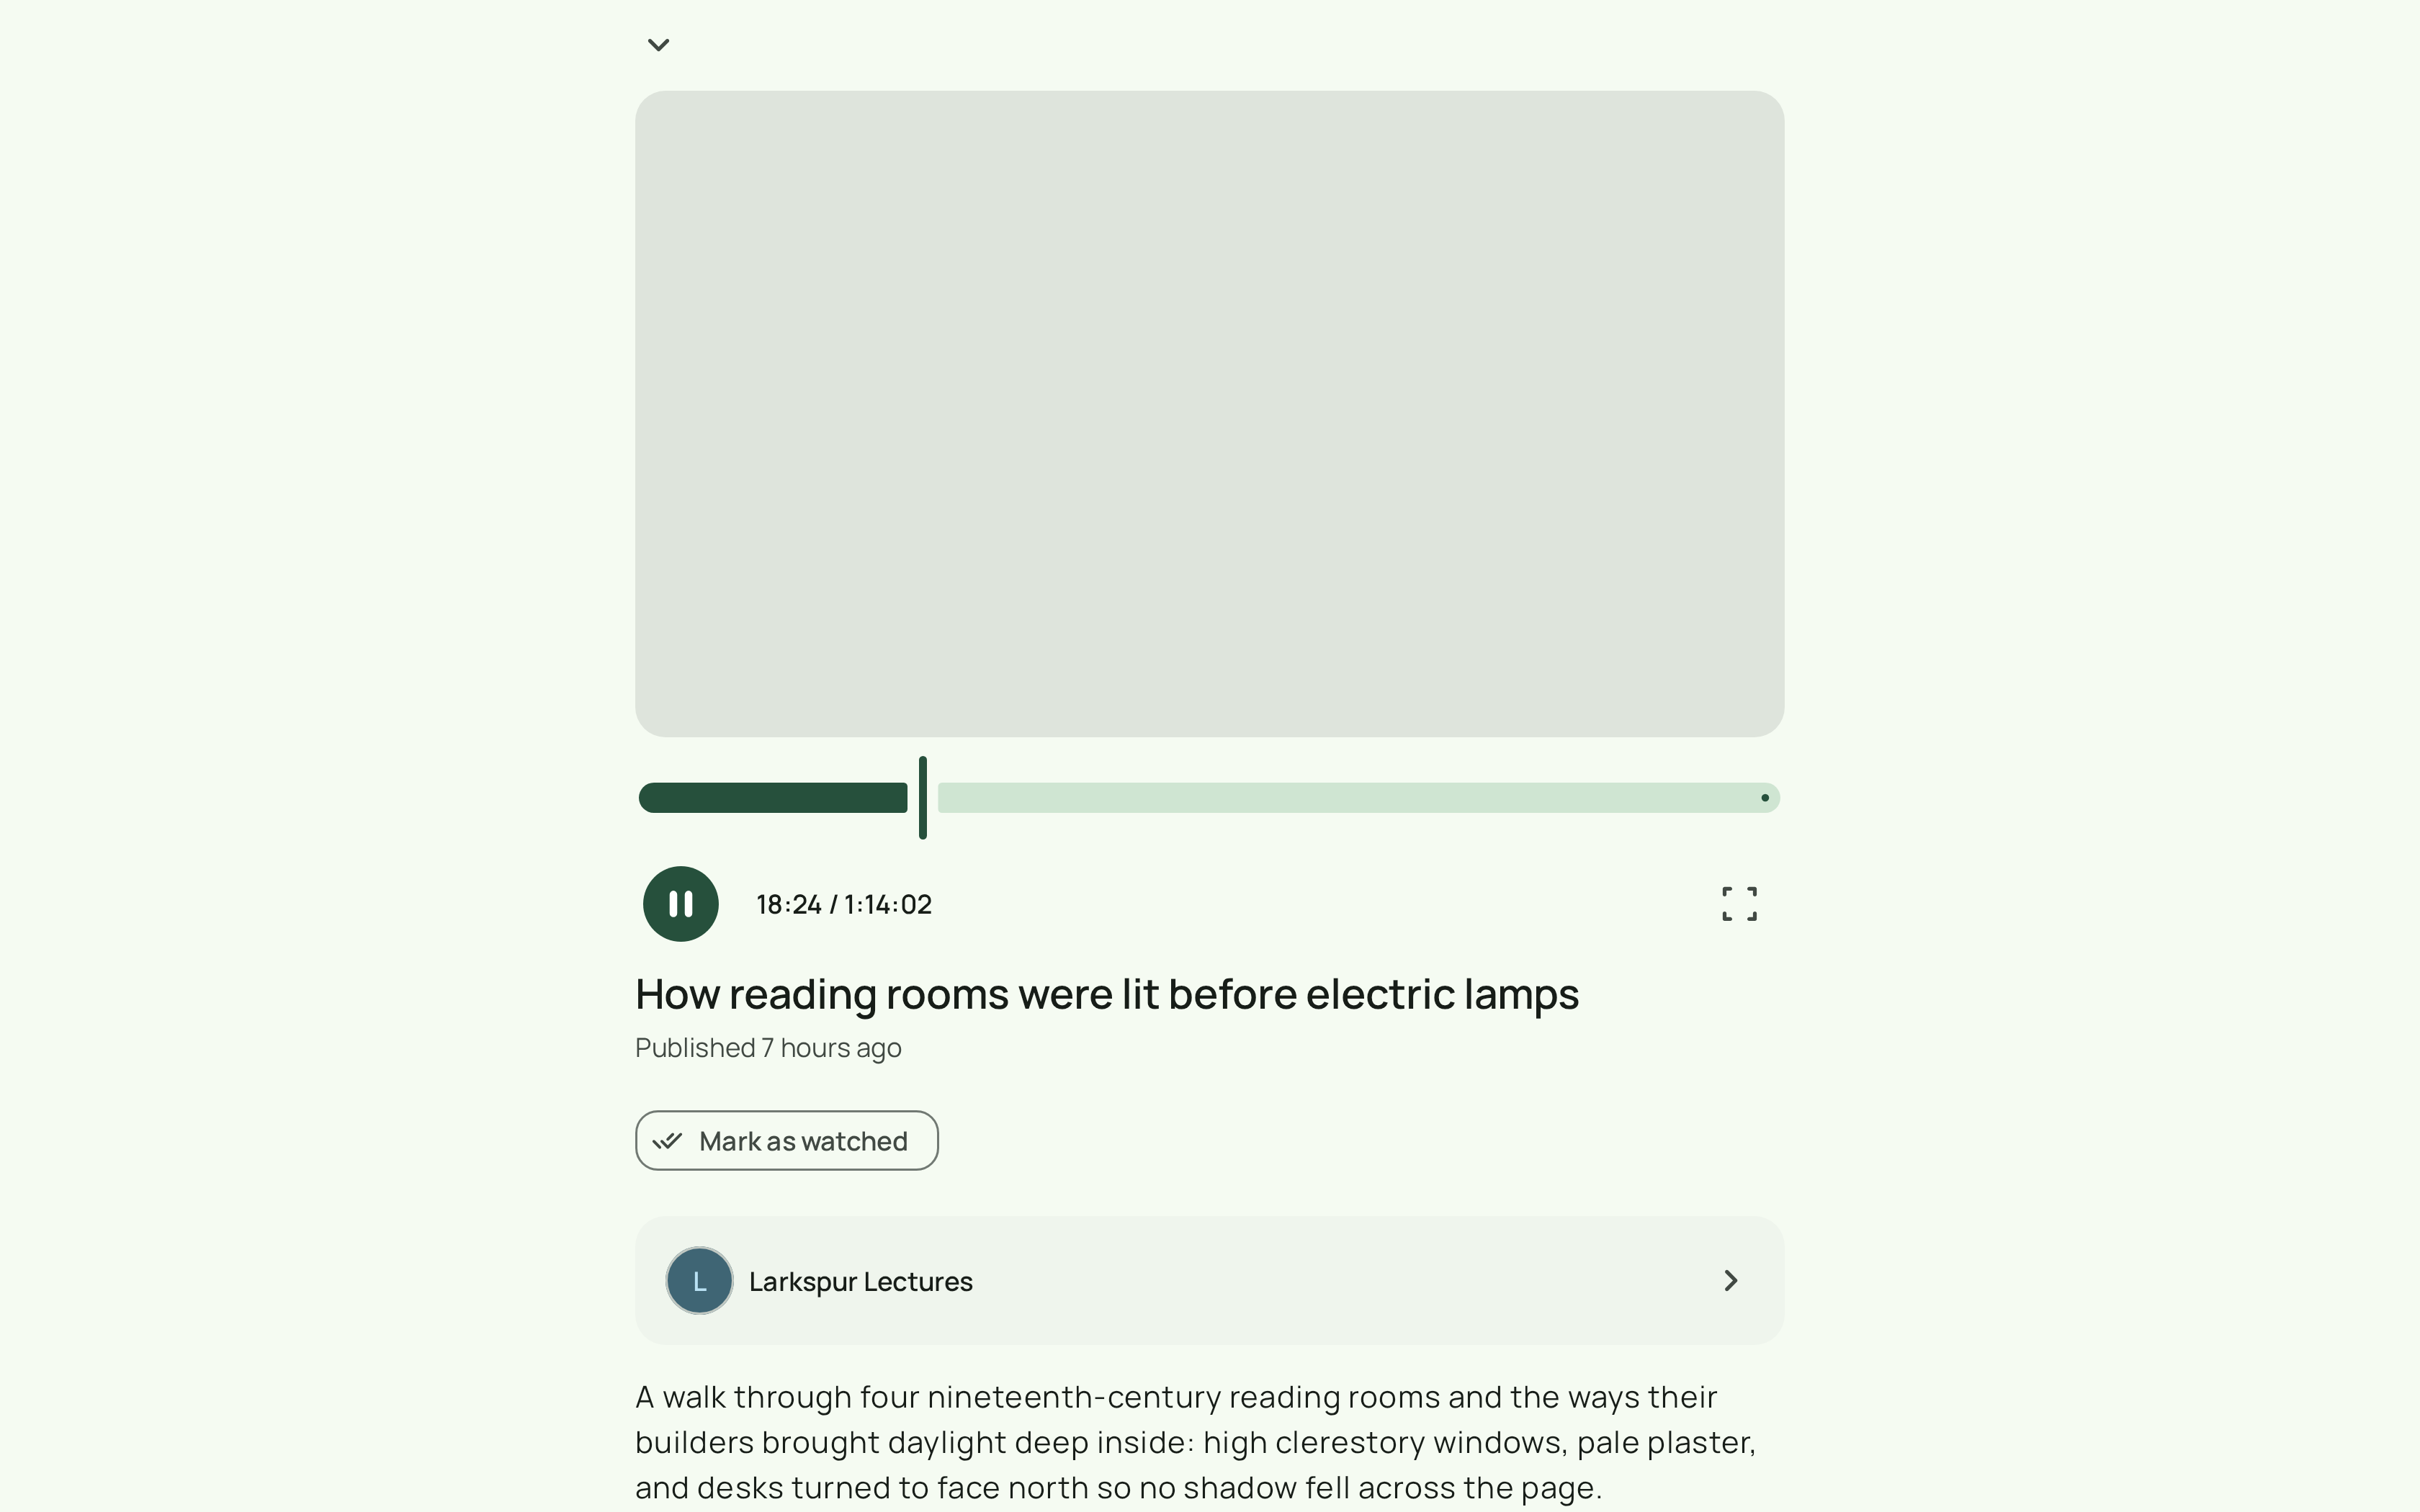 18:24 / 1:14:02
How reading rooms were lit before electric lamps
Published 7 hours ago
Mark as watched
L
Larkspur Lectures
A walk through four nineteenth-century reading rooms and the ways their
builders brought daylight deep inside: high clerestory windows, pale plaster,
and desks turned to face north so no shadow fell across the page.